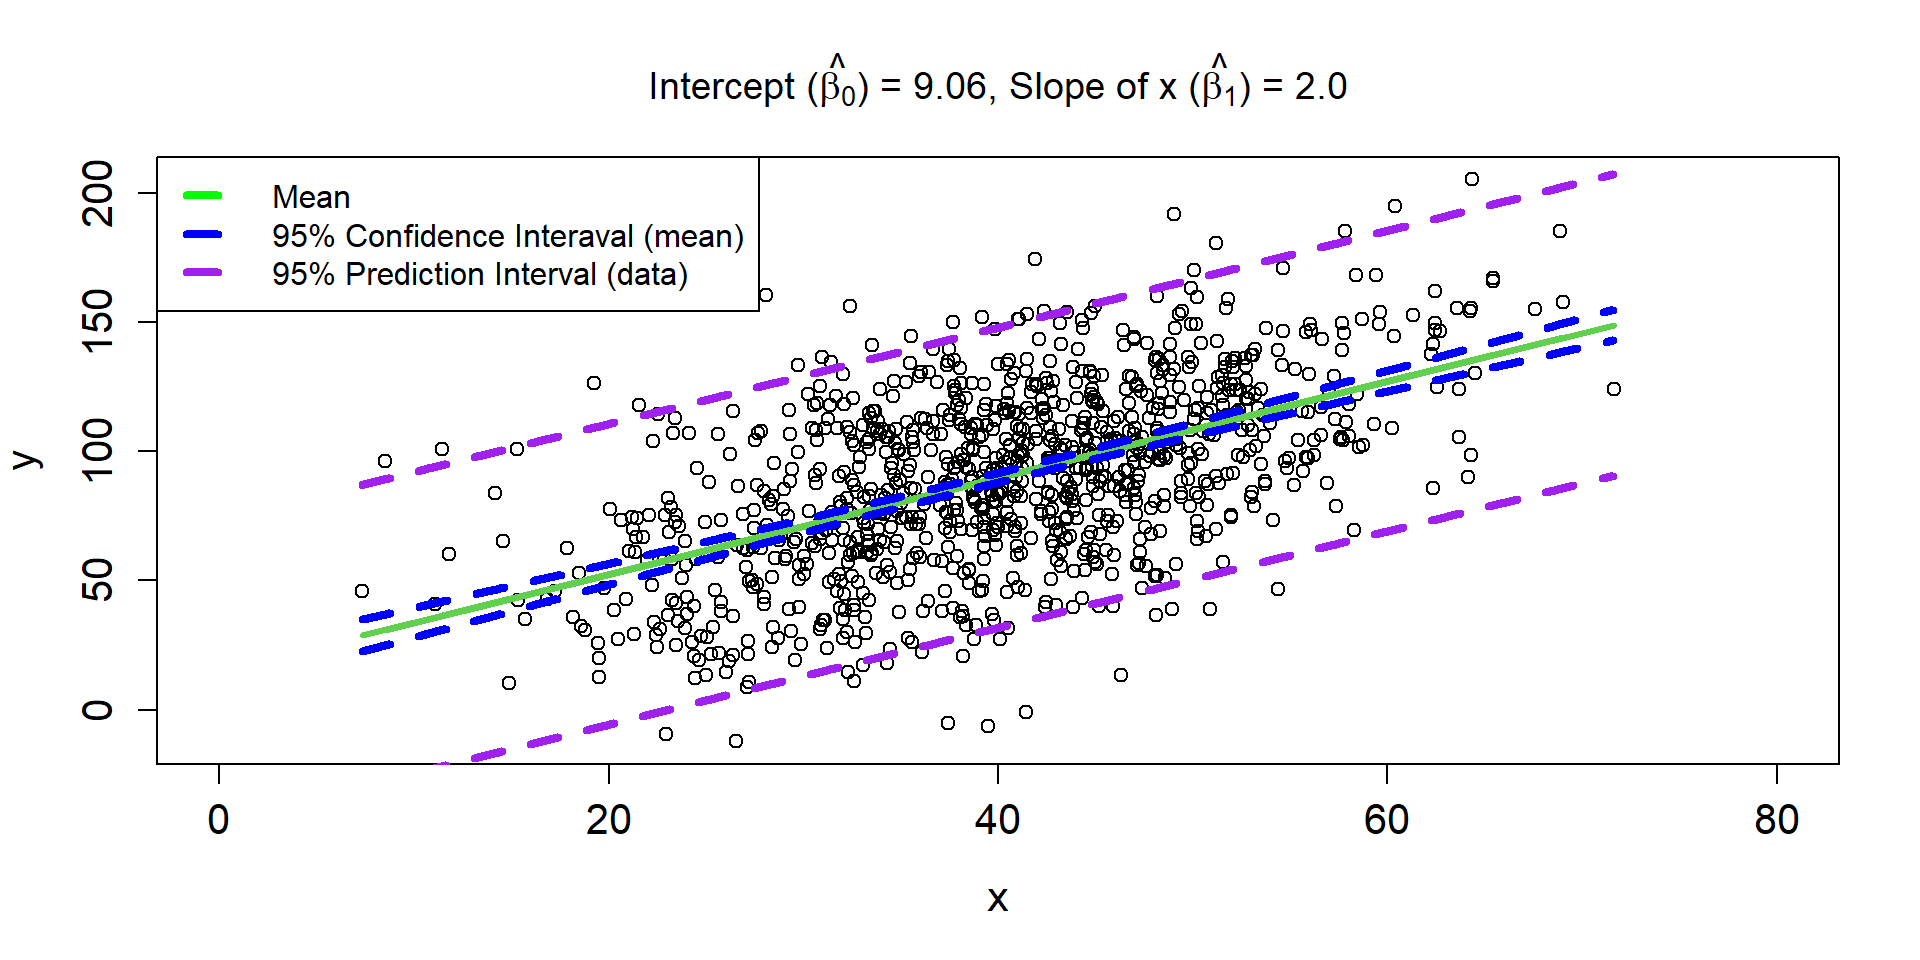 Intercept (β̂₀) = 9.06, Slope of x (β̂₁) = 2.0
Mean
95% Confidence Interaval (mean)
95% Prediction Interval (data)
200
150
100
50
0
y
0 20 40 60 80
x